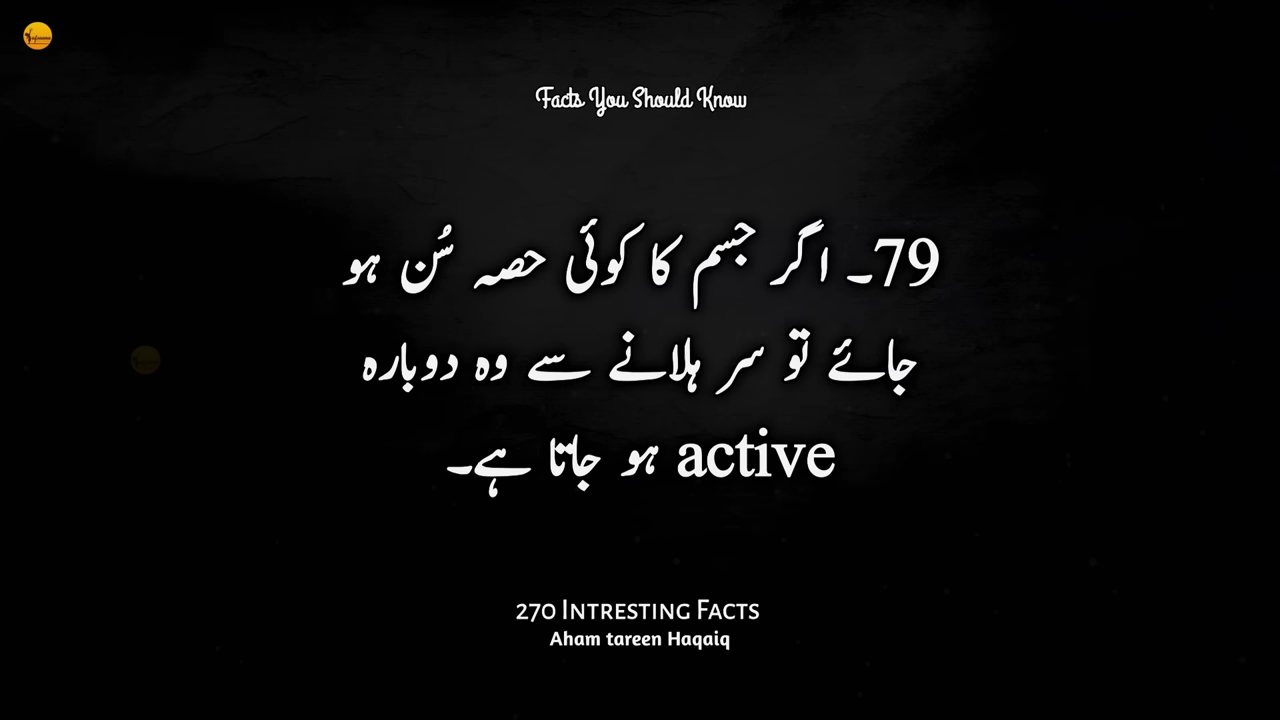 Facts You Should Know
79۔ اگر جسم کا کوئی حصہ سُن ہو
جائے تو سر ہلانے سے وہ دوبارہ
active ہو جاتا ہے۔
270 Intresting Facts
Aham tareen Haqaiq